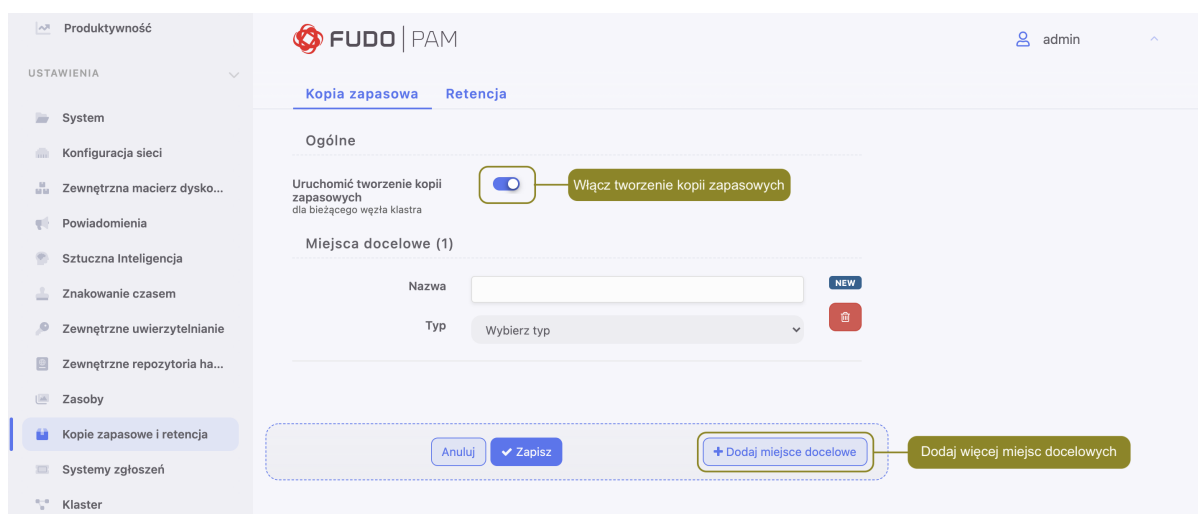 Produktywność
USTAWIENIA
System
Konfiguracja sieci
Zewnętrzna macierz dysko...
Powiadomienia
Sztuczna Inteligencja
Znakowanie czasem
Zewnętrzne uwierzytelnianie
Zewnętrzne repozytoria ha...
Zasoby
Kopie zapasowe i retencja
Systemy zgłoszeń
Klaster
FUDO | PAM
admin
Kopia zapasowa Retencja
Ogólne
Uruchomić tworzenie kopii
zapasowych
dla bieżącego węzła klastra
Włącz tworzenie kopii zapasowych
Miejsca docelowe (1)
Nazwa
NEW
Typ
Wybierz typ
Anuluj
Zapisz
Dodaj miejsce docelowe
Dodaj więcej miejsc docelowych